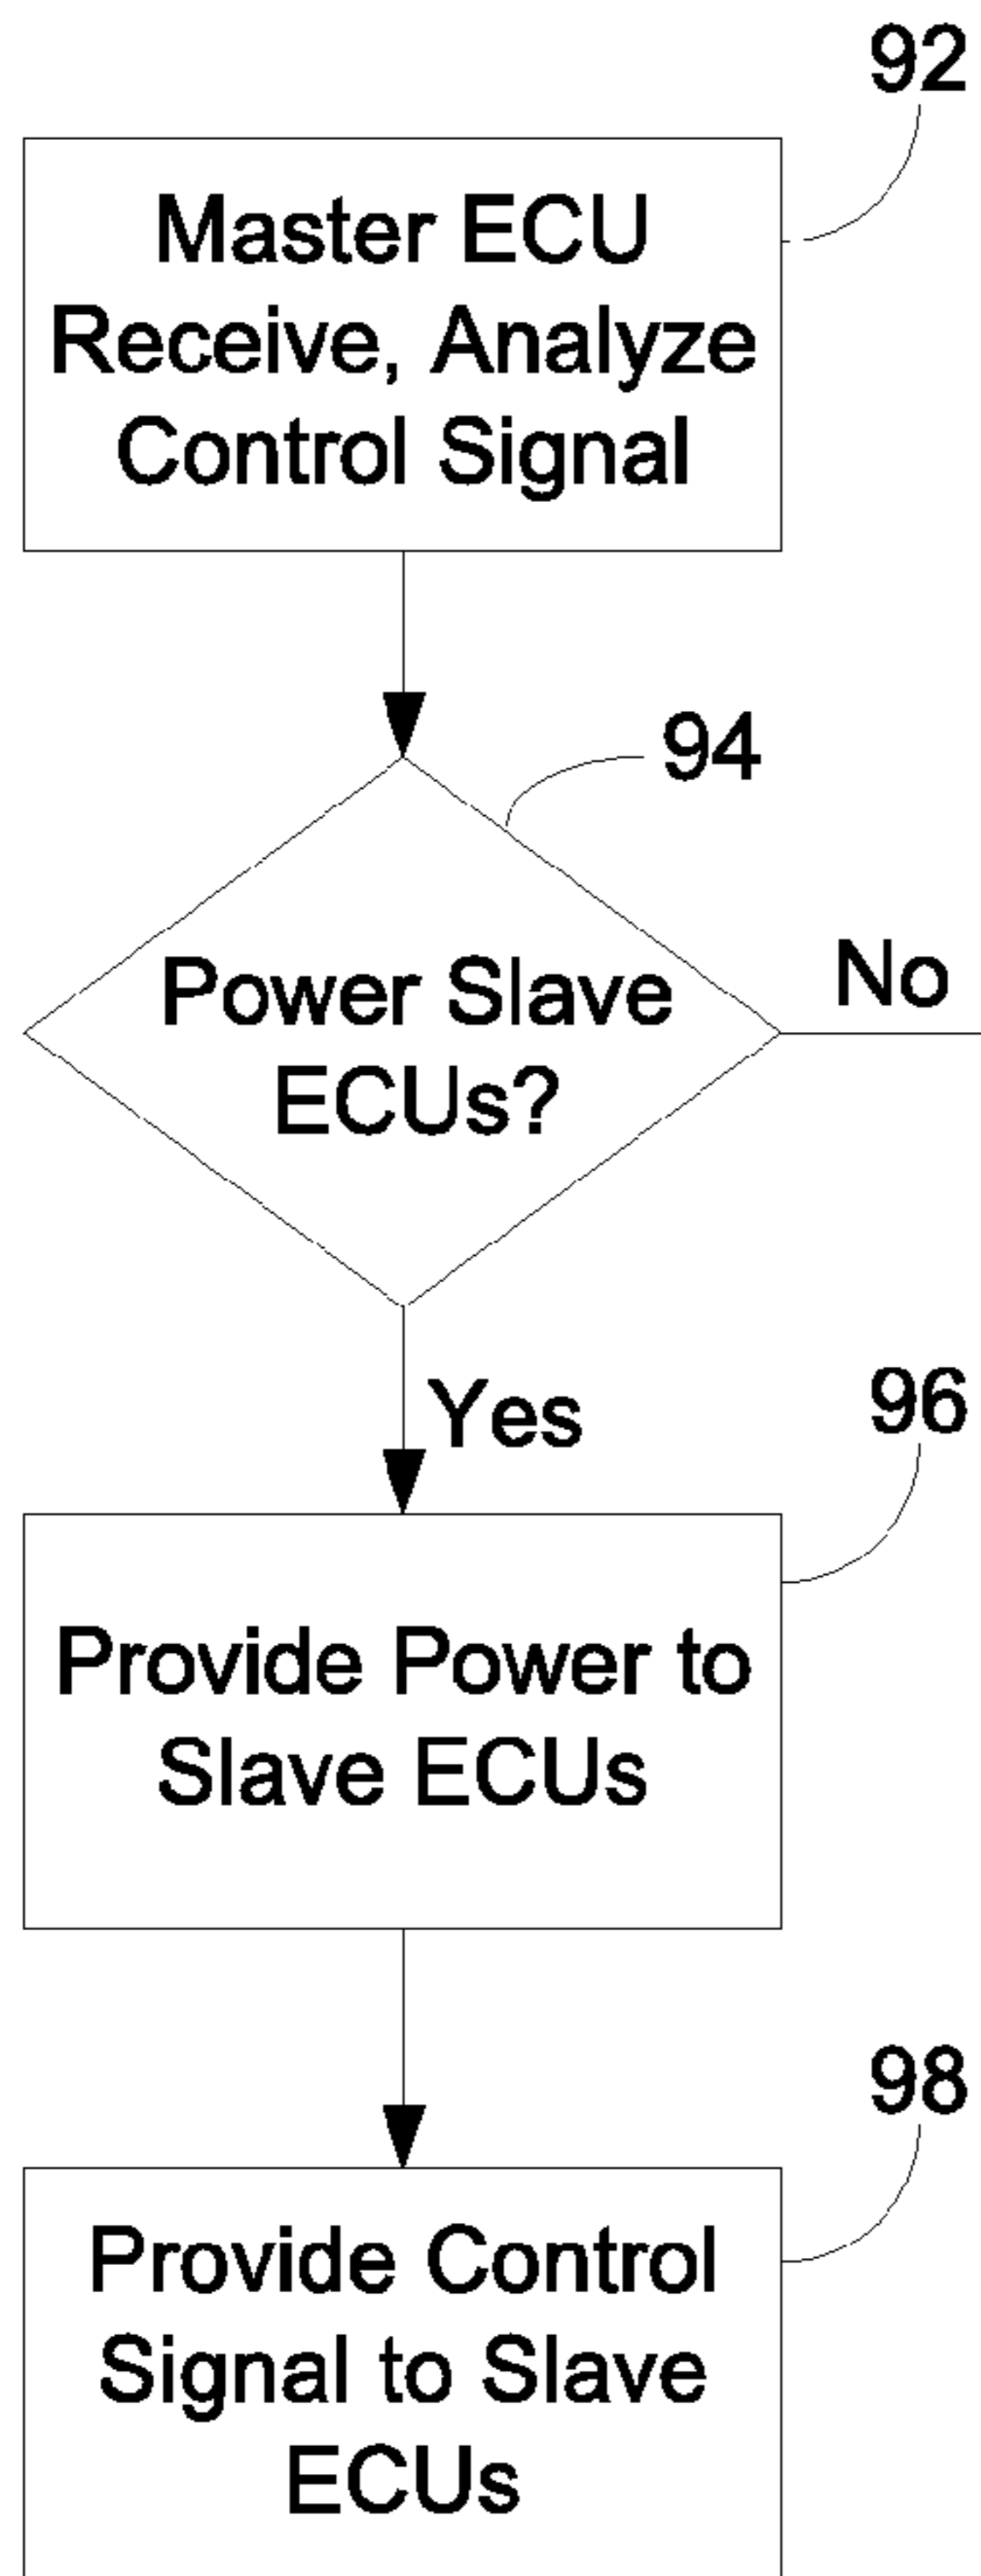 92
Master ECU
Receive, Analyze
Control Signal
94
Power Slave
ECUs?
No
Yes
96
Provide Power to
Slave ECUs
98
Provide Control
Signal to Slave
ECUs